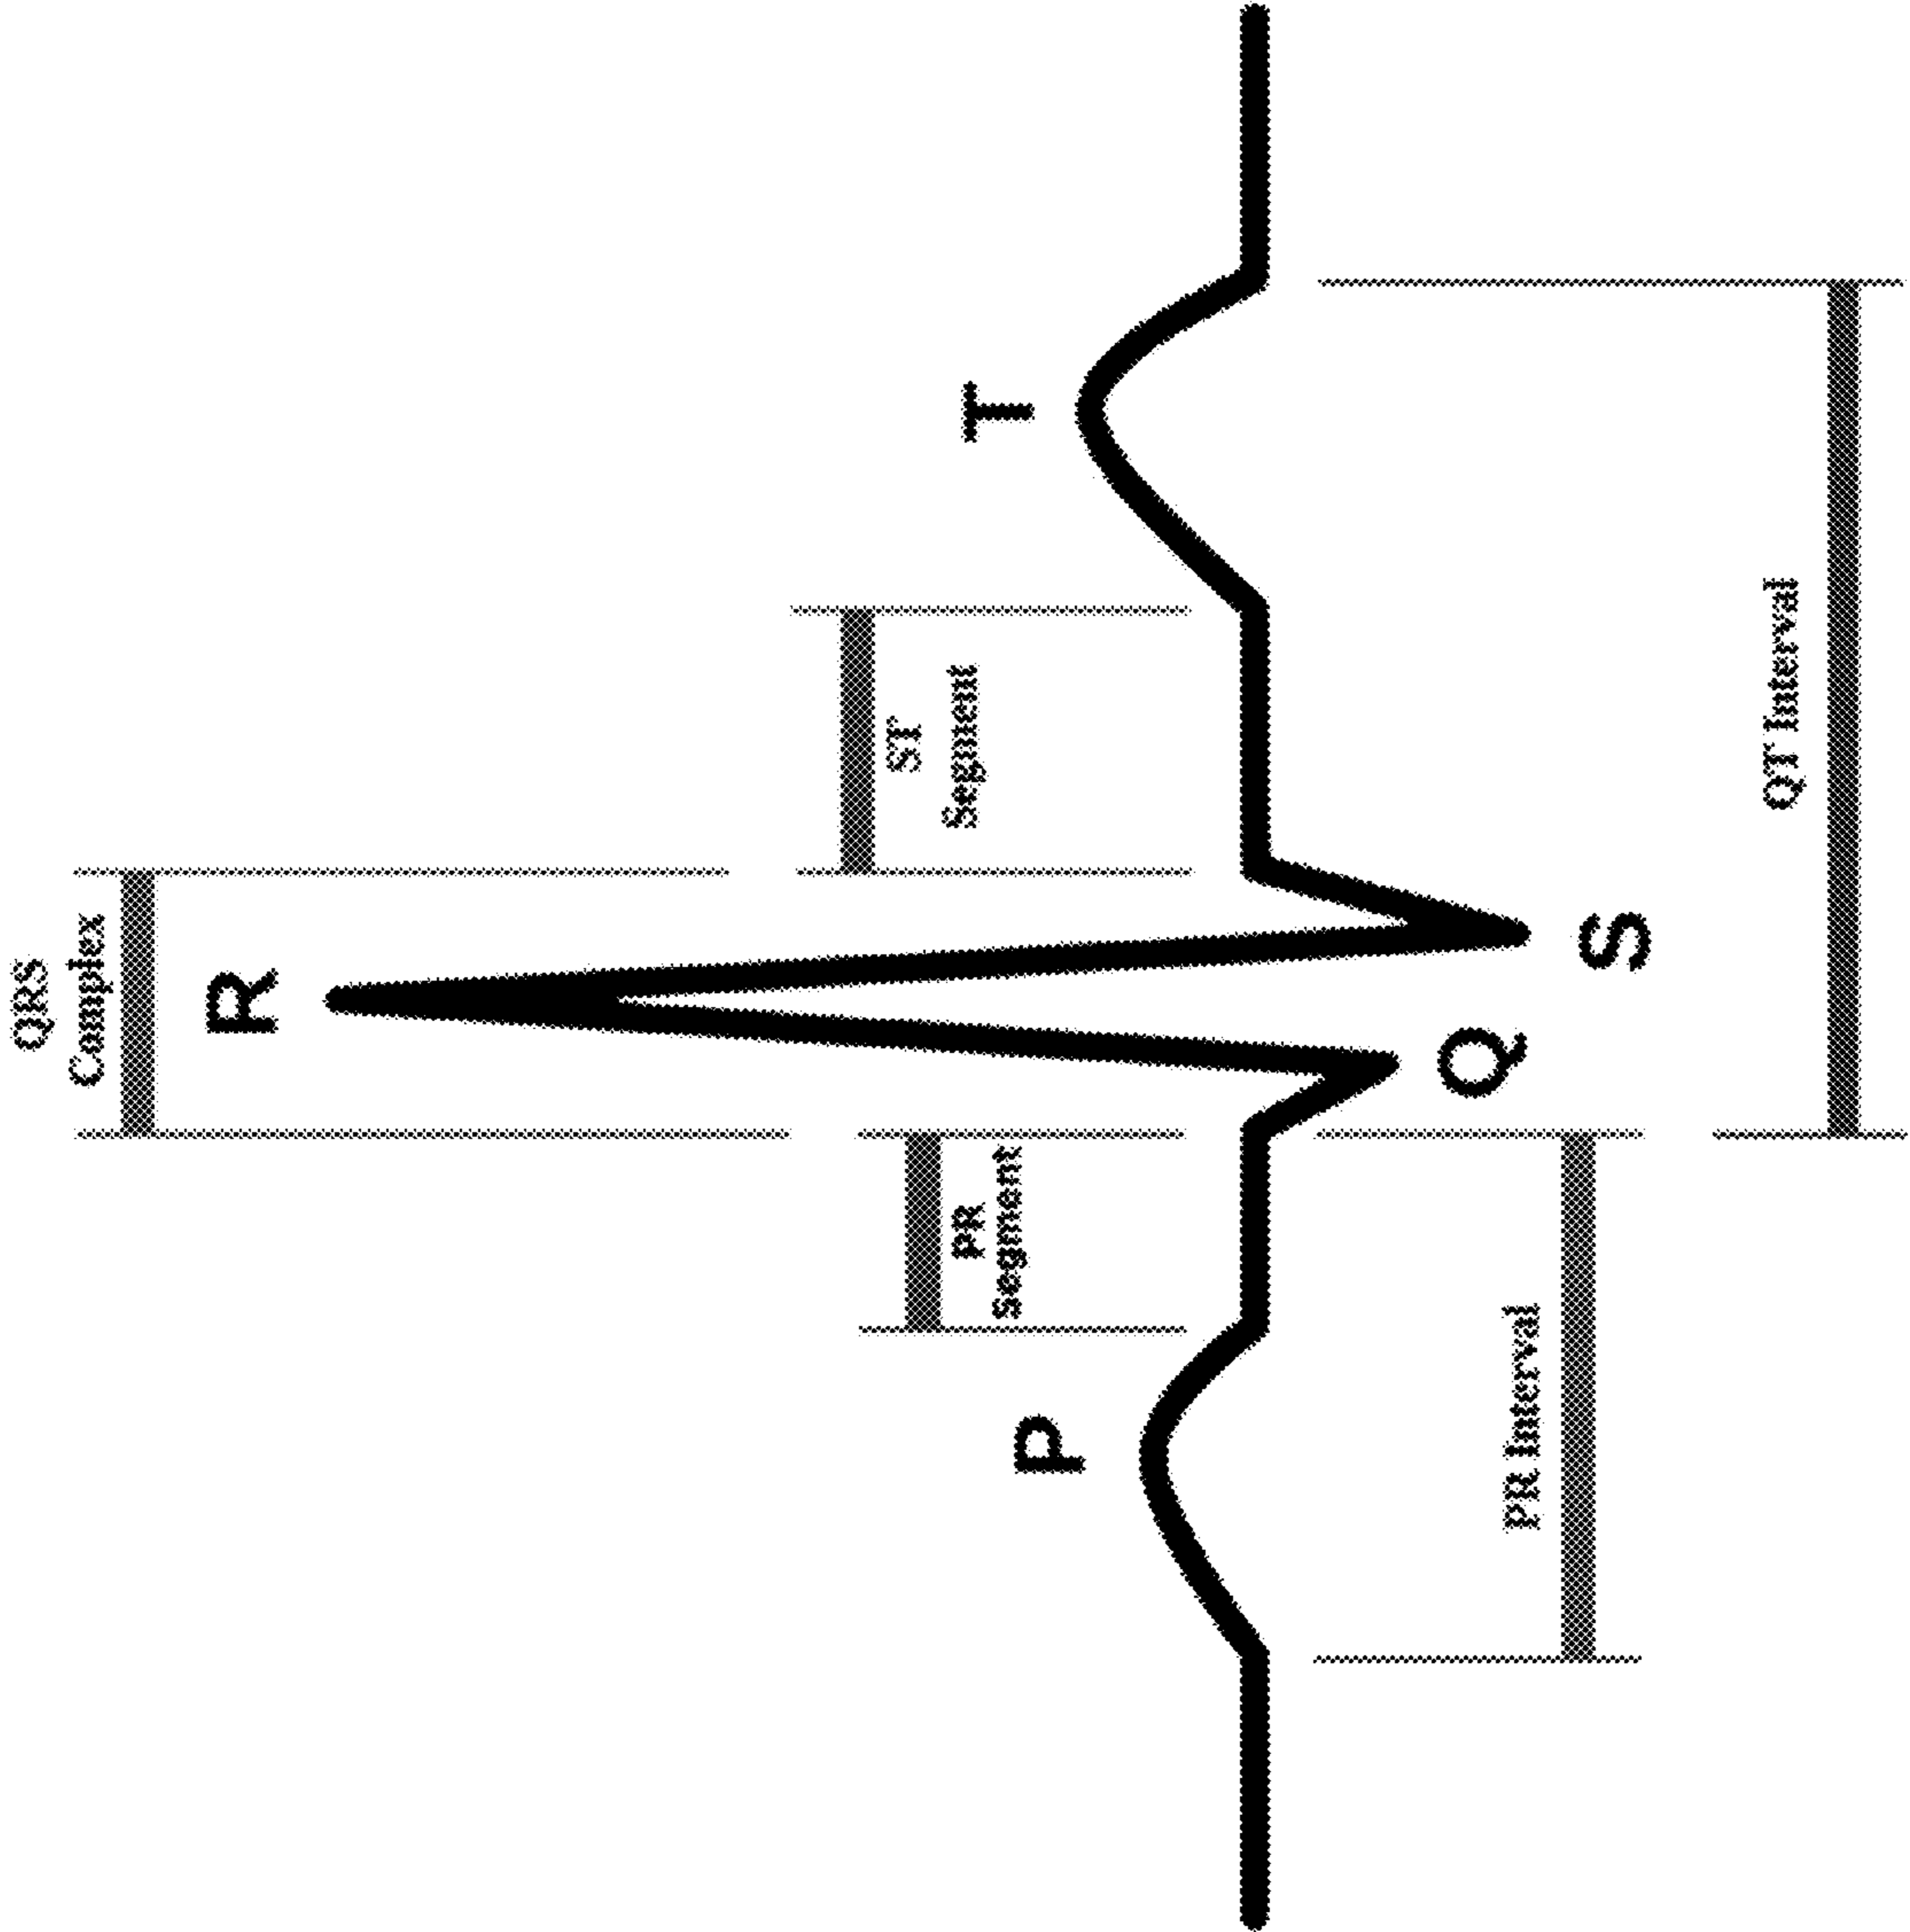 QRS
Complex
R
ST
Segment
T
PR
Segment
P
Q
S
PR Interval
QT Interval